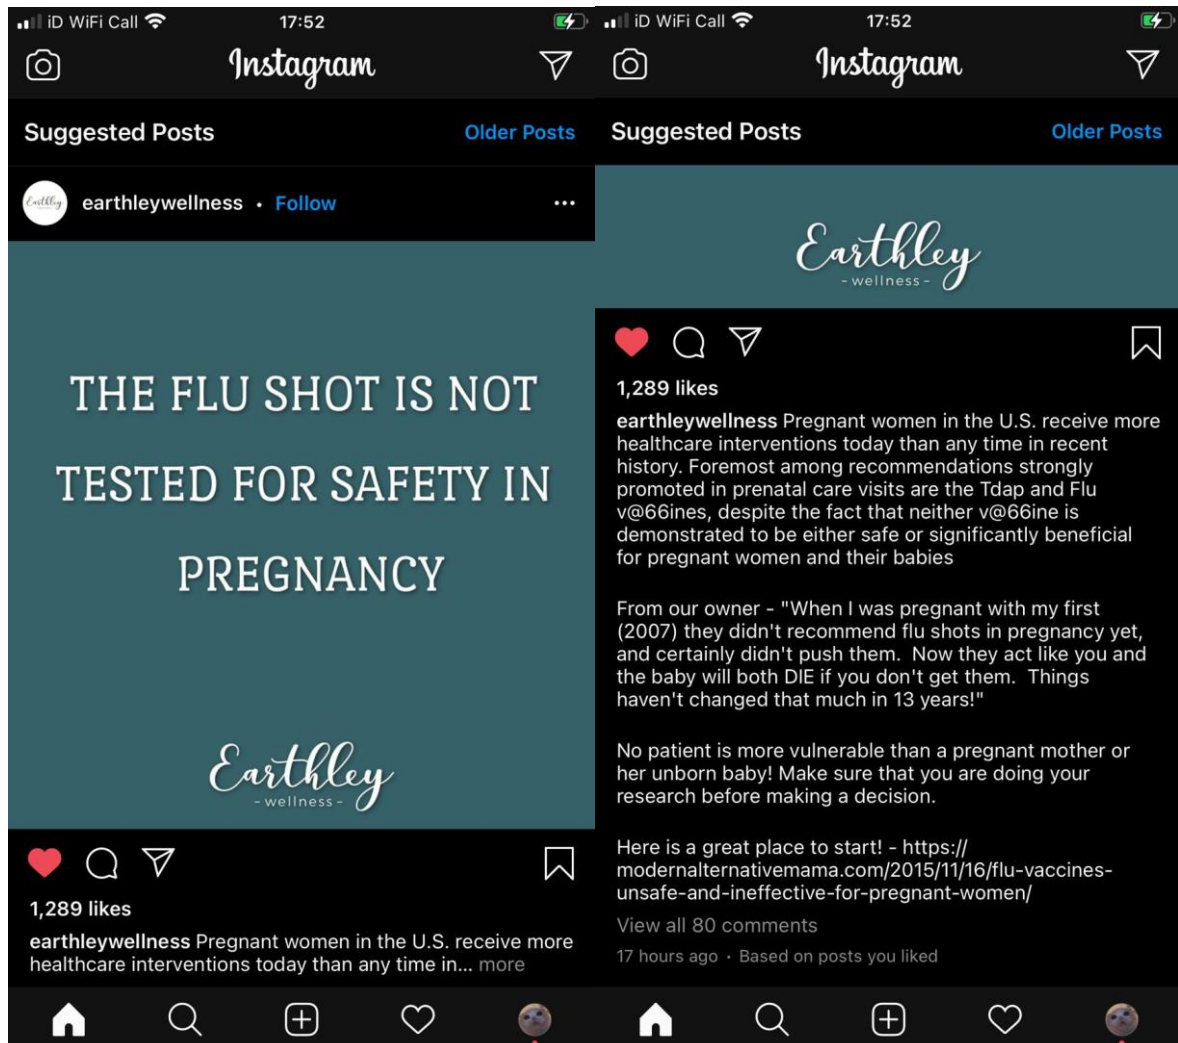 iD WiFi Call
17:52
Instagram
Suggested Posts
Older Posts
earthleywellness • Follow
Earthley
THE FLU SHOT IS NOT
TESTED FOR SAFETY IN
PREGNANCY
Earthley
- wellness -
1,289 likes
earthleywellness Pregnant women in the U.S. receive more
healthcare interventions today than any time in... more
iD WiFi Call
17:52
Instagram
Suggested Posts
Older Posts
Earthley
- wellness -
1,289 likes
earthleywellness Pregnant women in the U.S. receive more
healthcare interventions today than any time in recent
history. Foremost among recommendations strongly
promoted in prenatal care visits are the Tdap and Flu
v@66ines, despite the fact that neither v@66ine is
demonstrated to be either safe or significantly beneficial
for pregnant women and their babies
From our owner - "When I was pregnant with my first
(2007) they didn't recommend flu shots in pregnancy yet,
and certainly didn't push them.  Now they act like you and
the baby will both DIE if you don't get them.  Things
haven't changed that much in 13 years!"
No patient is more vulnerable than a pregnant mother or
her unborn baby! Make sure that you are doing your
research before making a decision.
Here is a great place to start! - https://
modernalternativemama.com/2015/11/16/flu-vaccines-
unsafe-and-ineffective-for-pregnant-women/
View all 80 comments
17 hours ago • Based on posts you liked